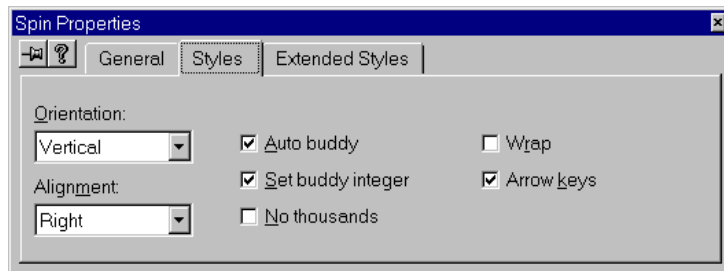 Spin Properties
General Styles Extended Styles
Orientation:
Vertical
Auto buddy
Wrap
Set buddy integer
Arrow keys
Alignment:
Right
No thousands